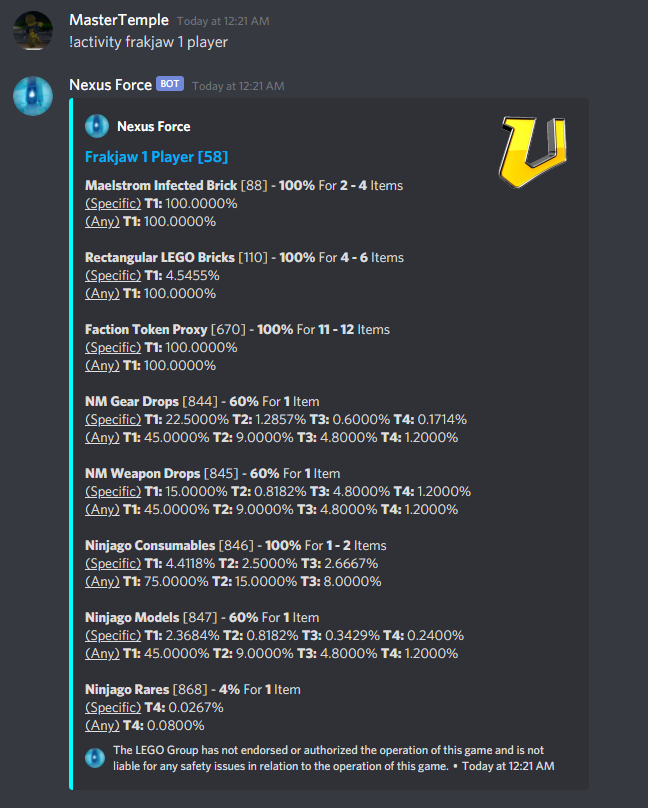 MasterTemple Today at 12:21 AM
!activity frakjaw 1 player
Nexus Force BOT Today at 12:21 AM
Nexus Force
Frakjaw 1 Player [58]
Maelstrom Infected Brick [88] - 100% For 2 - 4 Items
(Specific) T1: 100.0000%
(Any) T1: 100.0000%
Rectangular LEGO Bricks [110] - 100% For 4 - 6 Items
(Specific) T1: 4.5455%
(Any) T1: 100.0000%
Faction Token Proxy [670] - 100% For 11 - 12 Items
(Specific) T1: 100.0000%
(Any) T1: 100.0000%
NM Gear Drops [844] - 60% For 1 Item
(Specific) T1: 22.5000% T2: 1.2857% T3: 0.6000% T4: 0.1714%
(Any) T1: 45.0000% T2: 9.0000% T3: 4.8000% T4: 1.2000%
NM Weapon Drops [845] - 60% For 1 Item
(Specific) T1: 15.0000% T2: 0.8182% T3: 4.8000% T4: 1.2000%
(Any) T1: 45.0000% T2: 9.0000% T3: 4.8000% T4: 1.2000%
Ninjago Consumables [846] - 100% For 1 - 2 Items
(Specific) T1: 4.4118% T2: 2.5000% T3: 2.6667%
(Any) T1: 75.0000% T2: 15.0000% T3: 8.0000%
Ninjago Models [847] - 60% For 1 Item
(Specific) T1: 2.3684% T2: 0.8182% T3: 0.3429% T4: 0.2400%
(Any) T1: 45.0000% T2: 9.0000% T3: 4.8000% T4: 1.2000%
Ninjago Rares [868] - 4% For 1 Item
(Specific) T4: 0.0267%
(Any) T4: 0.0800%
The LEGO Group has not endorsed or authorized the operation of this game and is not
liable for any safety issues in relation to the operation of this game. • Today at 12:21 AM